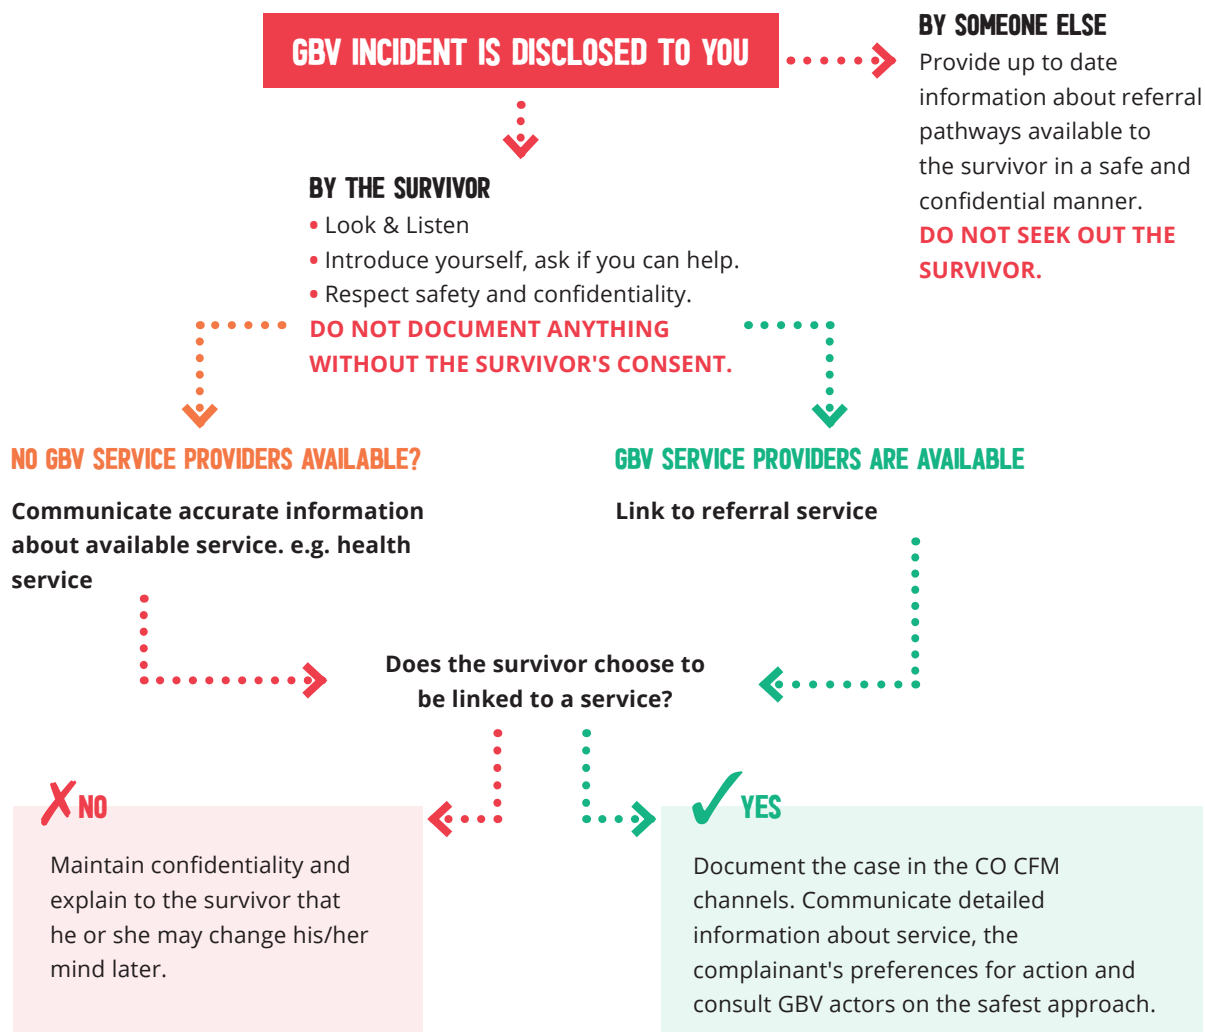 GBV INCIDENT IS DISCLOSED TO YOU
BY SOMEONE ELSE
Provide up to date
information about referral
pathways available to
the survivor in a safe and
confidential manner.
DO NOT SEEK OUT THE
SURVIVOR.
BY THE SURVIVOR
• Look & Listen
• Introduce yourself, ask if you can help.
• Respect safety and confidentiality.
DO NOT DOCUMENT ANYTHING
WITHOUT THE SURVIVOR'S CONSENT.
NO GBV SERVICE PROVIDERS AVAILABLE?
Communicate accurate information
about available service. e.g. health
service
GBV SERVICE PROVIDERS ARE AVAILABLE
Link to referral service
Does the survivor choose to
be linked to a service?
✗ NO
Maintain confidentiality and
explain to the survivor that
he or she may change his/her
mind later.
✓ YES
Document the case in the CO CFM
channels. Communicate detailed
information about service, the
complainant's preferences for action and
consult GBV actors on the safest approach.